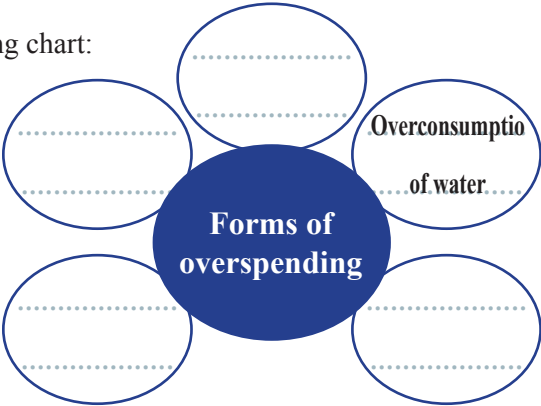 ng chart:
Overconsumptio
of water
Forms of
overspending